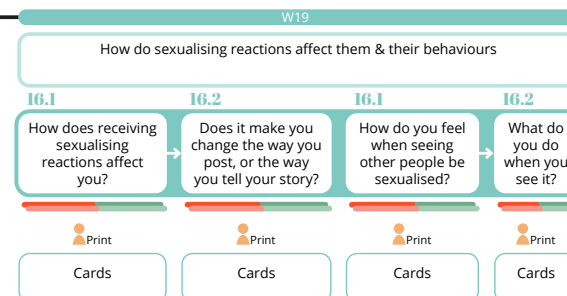 W19
How do sexualising reactions affect them & their behaviours
16.1
How does receiving
sexualising
reactions affect
you?
16.2
Does it make you
change the way you
post, or the way
you tell your story?
16.1
How do you feel
when seeing
other people be
sexualised?
16.2
What do
you do
when you
see it?
Print
Print
Print
Print
Cards
Cards
Cards
Cards